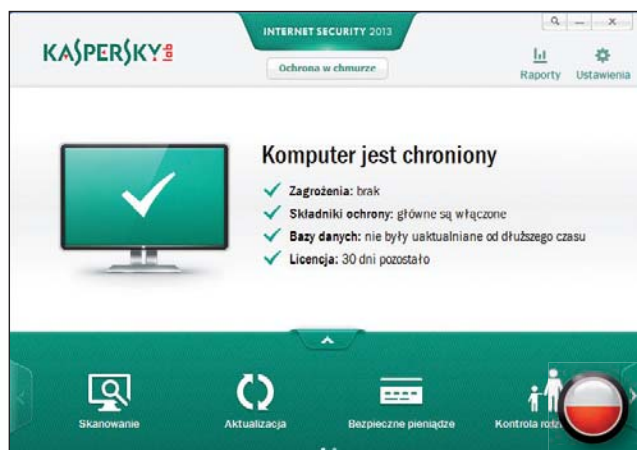 INTERNET SECURITY 2013
KASPERSKY lab
Ochrona w chmurze
Raporty
Ustawienia
Komputer jest chroniony
Zagrożenia: brak
Składniki ochrony: główne są włączone
Bazy danych: nie były uaktualniane od dłuższego czasu
Licencja: 30 dni pozostało
Skanowanie
Aktualizacja
Bezpieczne pieniądze
Kontrola